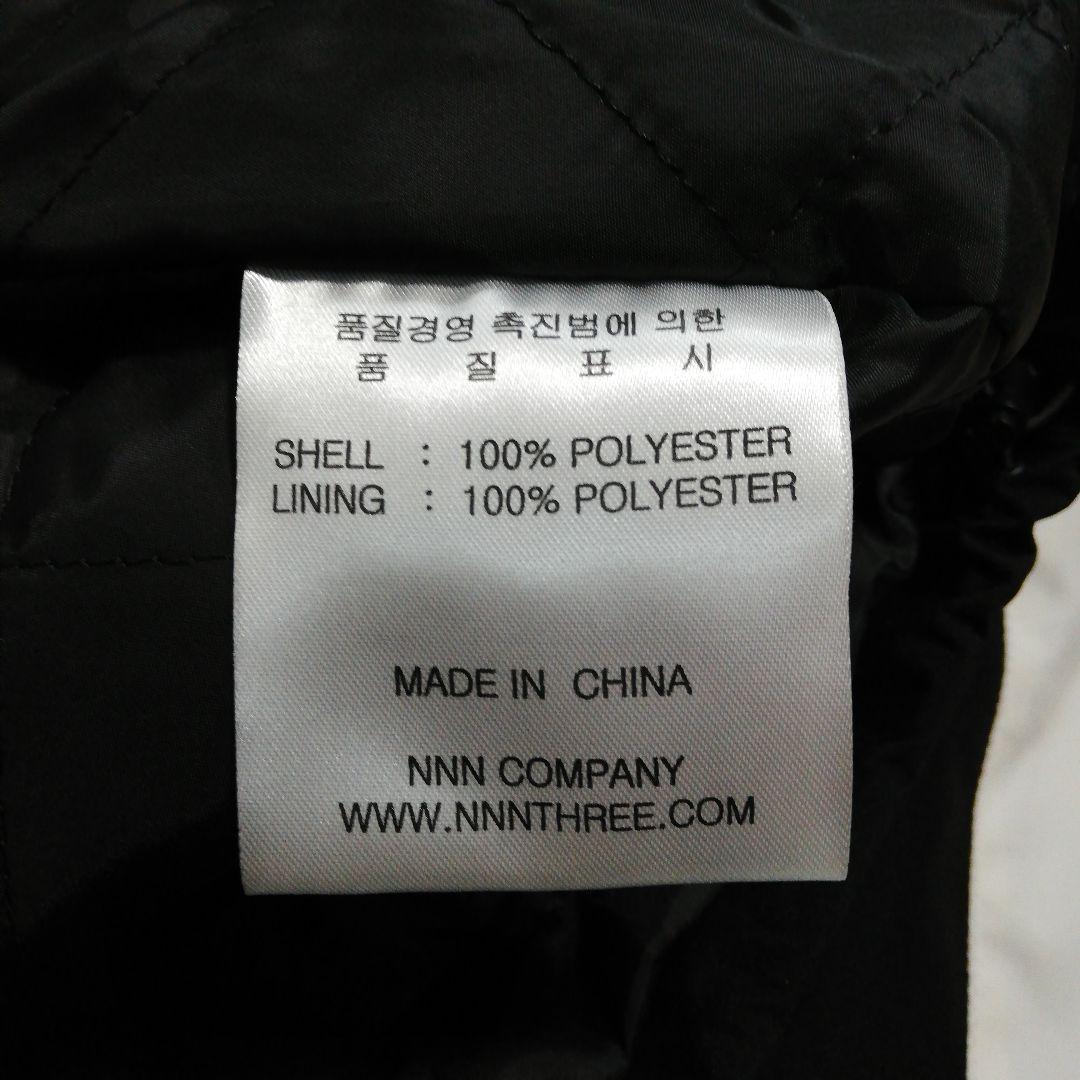 품질경영 촉진법에 의한
품 질 표 시
SHELL : 100% POLYESTER
LINING : 100% POLYESTER
MADE IN CHINA
NNN COMPANY
WWW.NNNTHREE.COM